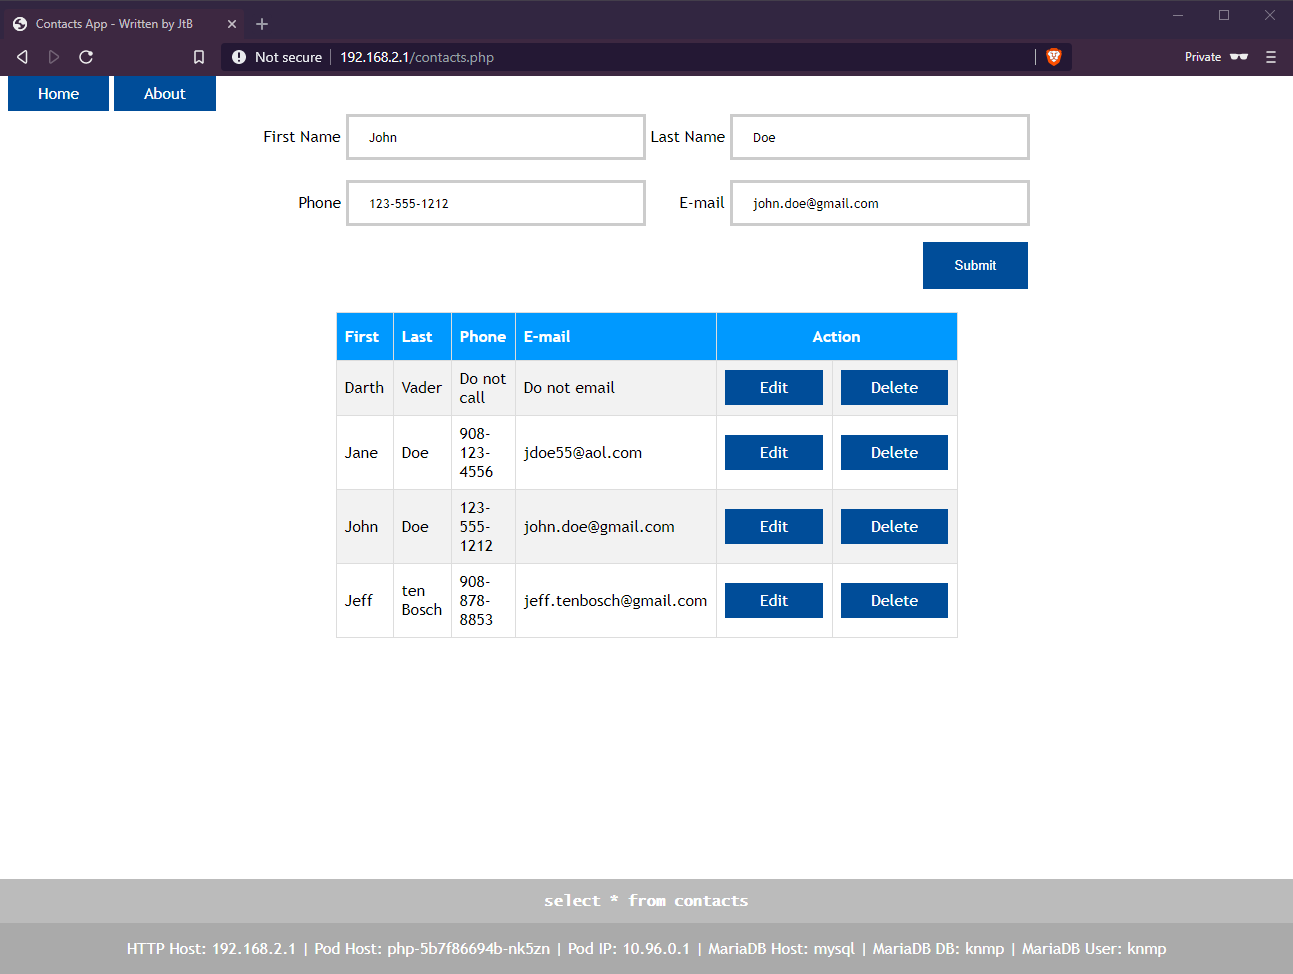 Contacts App - Written by JtB
Not secure 192.168.2.1/contacts.php Private
Home About
First Name John Last Name Doe
Phone 123-555-1212 E-mail john.doe@gmail.com
Submit
First Last Phone E-mail Action
Darth Vader Do not call Do not email Edit Delete
Jane Doe 908-123-4556 jdoe55@aol.com Edit Delete
John Doe 123-555-1212 john.doe@gmail.com Edit Delete
Jeff ten Bosch 908-878-8853 jeff.tenbosch@gmail.com Edit Delete
select * from contacts
HTTP Host: 192.168.2.1 | Pod Host: php-5b7f86694b-nk5zn | Pod IP: 10.96.0.1 | MariaDB Host: mysql | MariaDB DB: knmp | MariaDB User: knmp